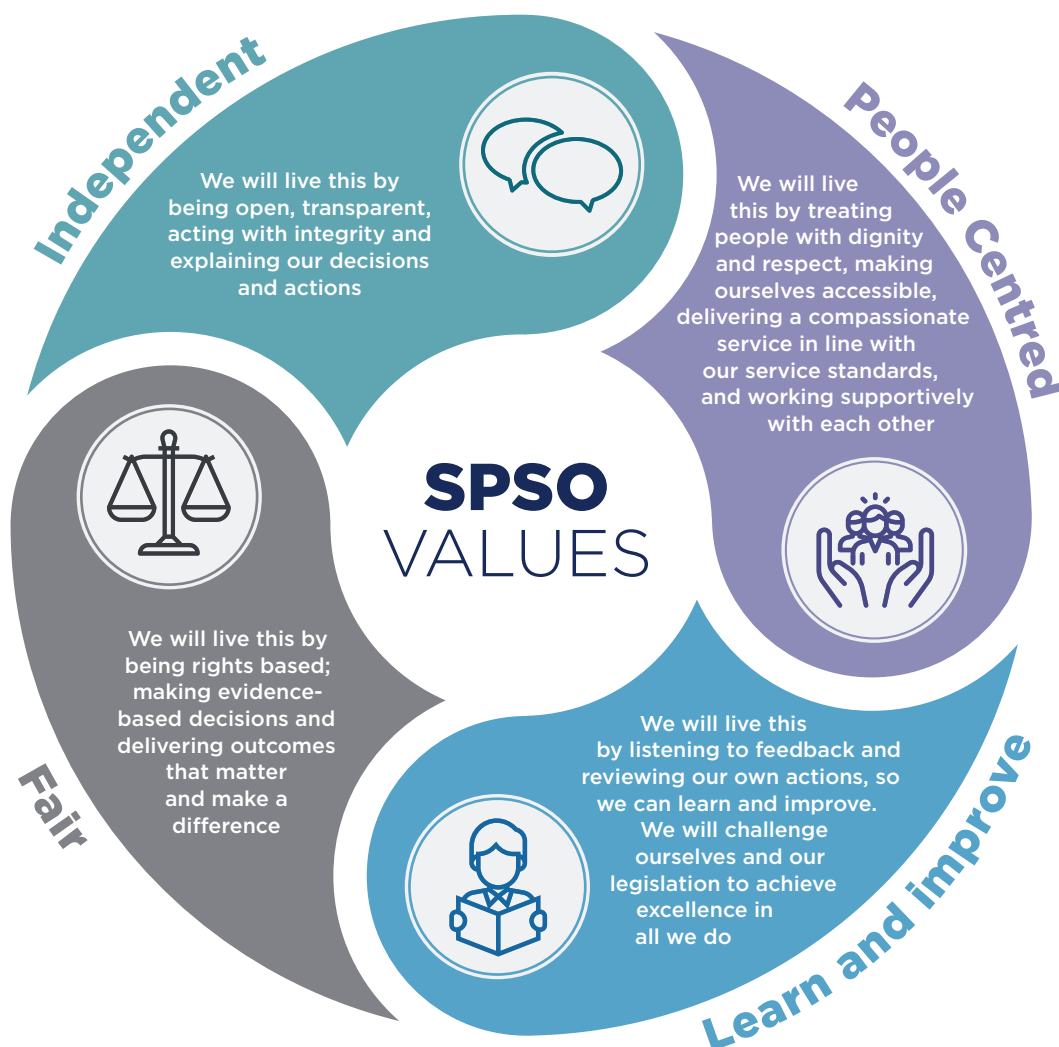 Independent
We will live this by
being open, transparent,
acting with integrity and
explaining our decisions
and actions
People Centred
We will live
this by treating
people with dignity
and respect, making
ourselves accessible,
delivering a compassionate
service in line with
our service standards,
and working supportively
with each other
SPSO
VALUES
Fair
We will live this by
being rights based;
making evidence-
based decisions and
delivering outcomes
that matter
and make a
difference
Learn and improve
We will live this
by listening to feedback and
reviewing our own actions, so
we can learn and improve.
We will challenge
ourselves and our
legislation to achieve
excellence in
all we do